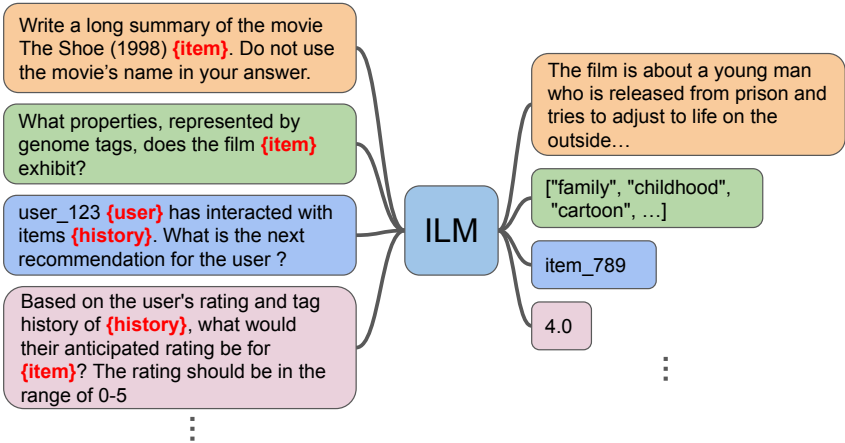 Write a long summary of the movie
The Shoe (1998) {item}. Do not use
the movie's name in your answer.
What properties, represented by
genome tags, does the film {item}
exhibit?
user_123 {user} has interacted with
items {history}. What is the next
recommendation for the user ?
Based on the user's rating and tag
history of {history}, what would
their anticipated rating be for
{item}? The rating should be in the
range of 0-5
ILM
The film is about a young man
who is released from prison and
tries to adjust to life on the
outside…
["family", "childhood",
"cartoon", …]
item_789
4.0